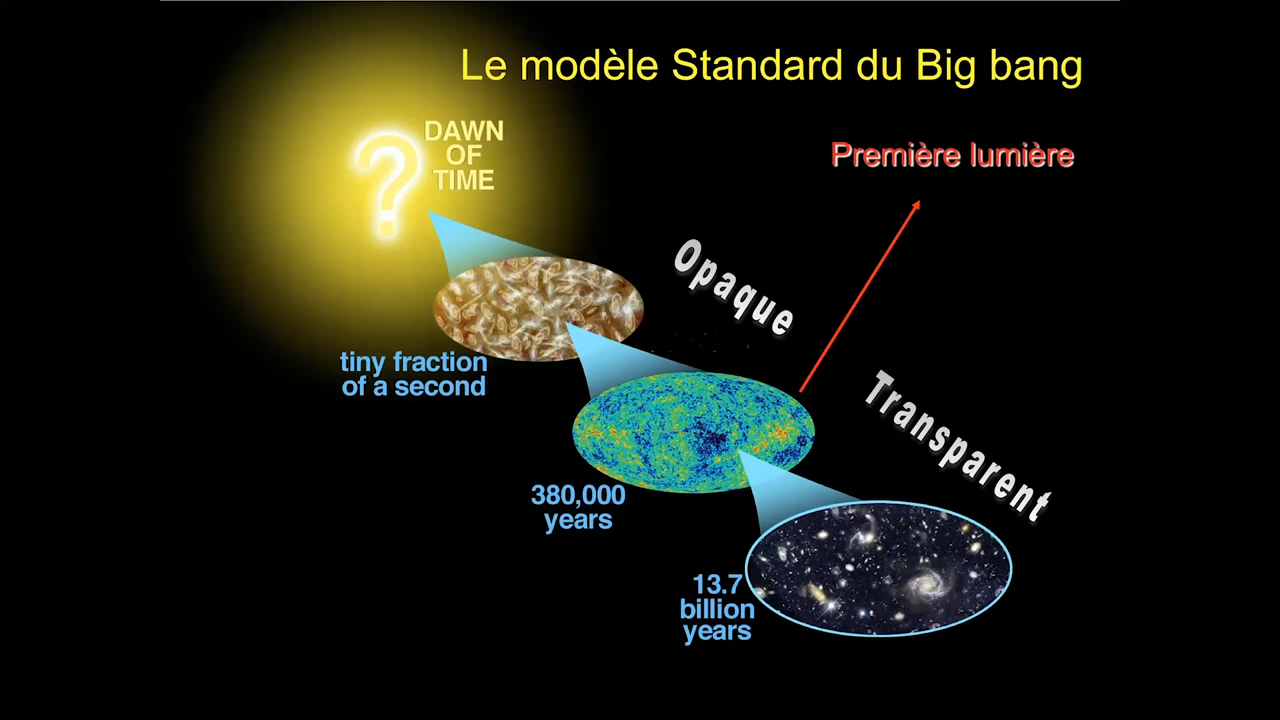 Le modèle Standard du Big bang
DAWN
OF
TIME
Première lumière
Opaque
tiny fraction
of a second
Transparent
380,000
years
13.7
billion
years